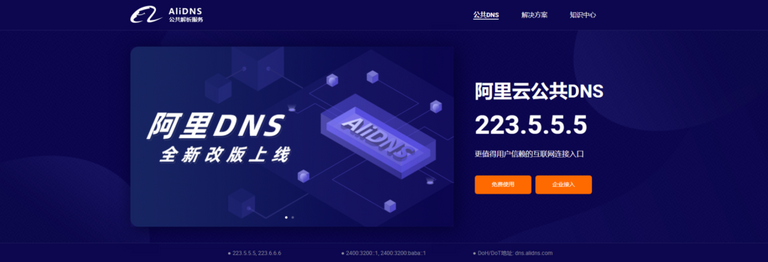 AliDNS
公共解析服务
公共DNS
解决方案
知识中心
阿里DNS
全新改版上线
AliDNS
阿里云公共DNS
223.5.5.5
更值得用户信赖的互联网连接入口
免费使用
企业接入
● 223.5.5.5, 223.6.6.6
● 2400:3200::1, 2400:3200:baba::1
● DoH/DoT地址: dns.alidns.com